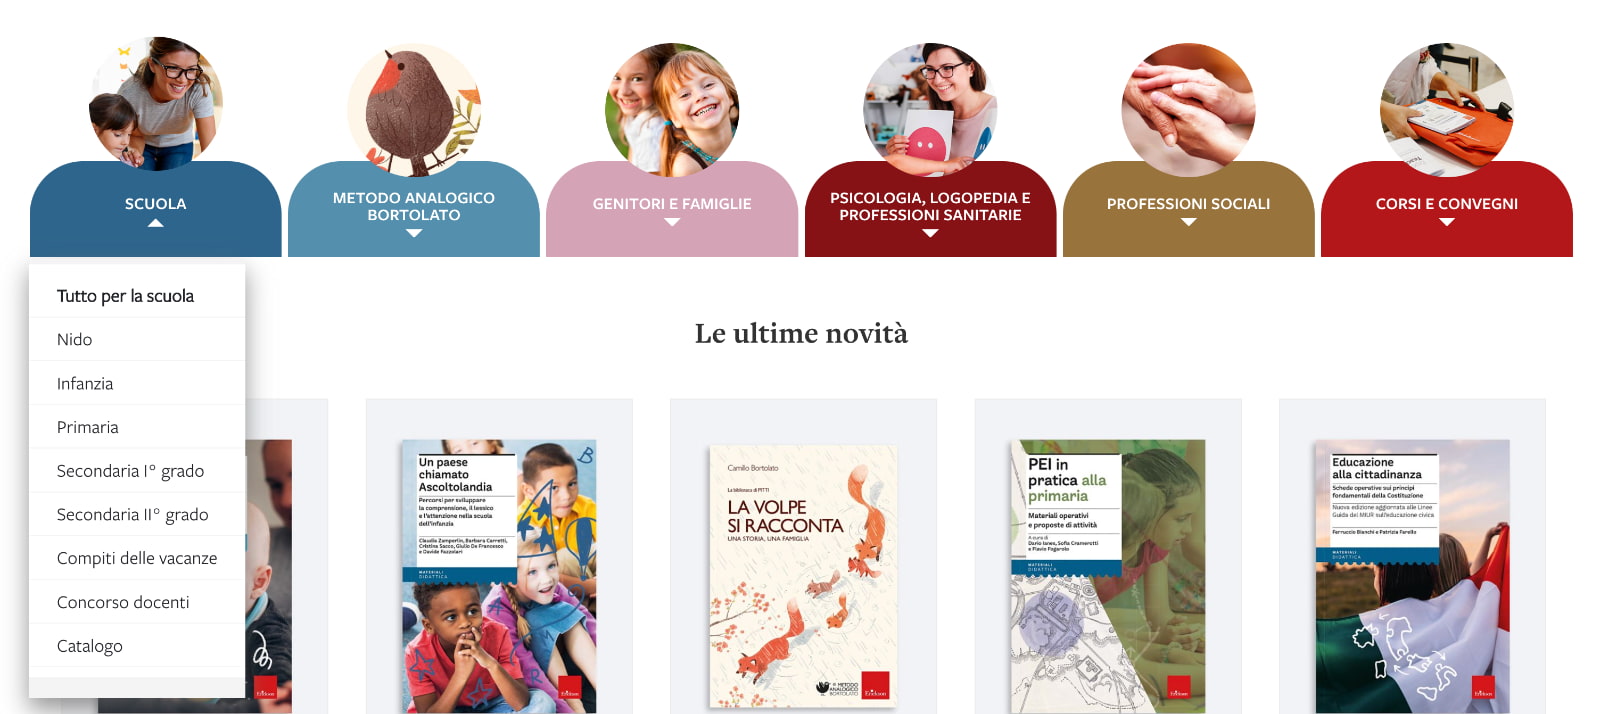 SCUOLA
METODO ANALOGICO
BORTOLATO
GENITORI E FAMIGLIE
PSICOLOGIA, LOGOPEDIA E
PROFESSIONI SANITARIE
PROFESSIONI SOCIALI
CORSI E CONVEGNI
Tutto per la scuola
Nido
Infanzia
Primaria
Secondaria I° grado
Secondaria II° grado
Compiti delle vacanze
Concorso docenti
Catalogo
Le ultime novità
Erickson
Un paese
chiamato
Ascoltolandia
Percorsi per sviluppare
la comprensione, il lessico
e l'attenzione nella scuola
dell'infanzia
Claudia Zamperlin, Barbara Carretti,
Cristina Sacco, Giulia De Francesco
e Davide Fazzolari
MATERIALI
DIDATTICA
Erickson
Camillo Bortolato
La biblioteca di PITTI
LA VOLPE
SI RACCONTA
UNA STORIA, UNA FAMIGLIA
IL METODO
ANALOGICO
BORTOLATO
Erickson
PEI in
pratica alla
primaria
Materiali operativi
e proposte di attività
A cura di
Dario Ianes, Sofia Cramerotti
e Flavio Fogarolo
MATERIALI
DIDATTICA
Erickson
Educazione
alla cittadinanza
Schede operative sui principi
fondamentali della Costituzione
Nuova edizione aggiornata alle Linee
Guida del MIUR sull'educazione civica
Ferruccio Bianchi e Patrizia Farello
MATERIALI
DIDATTICA
Erickson